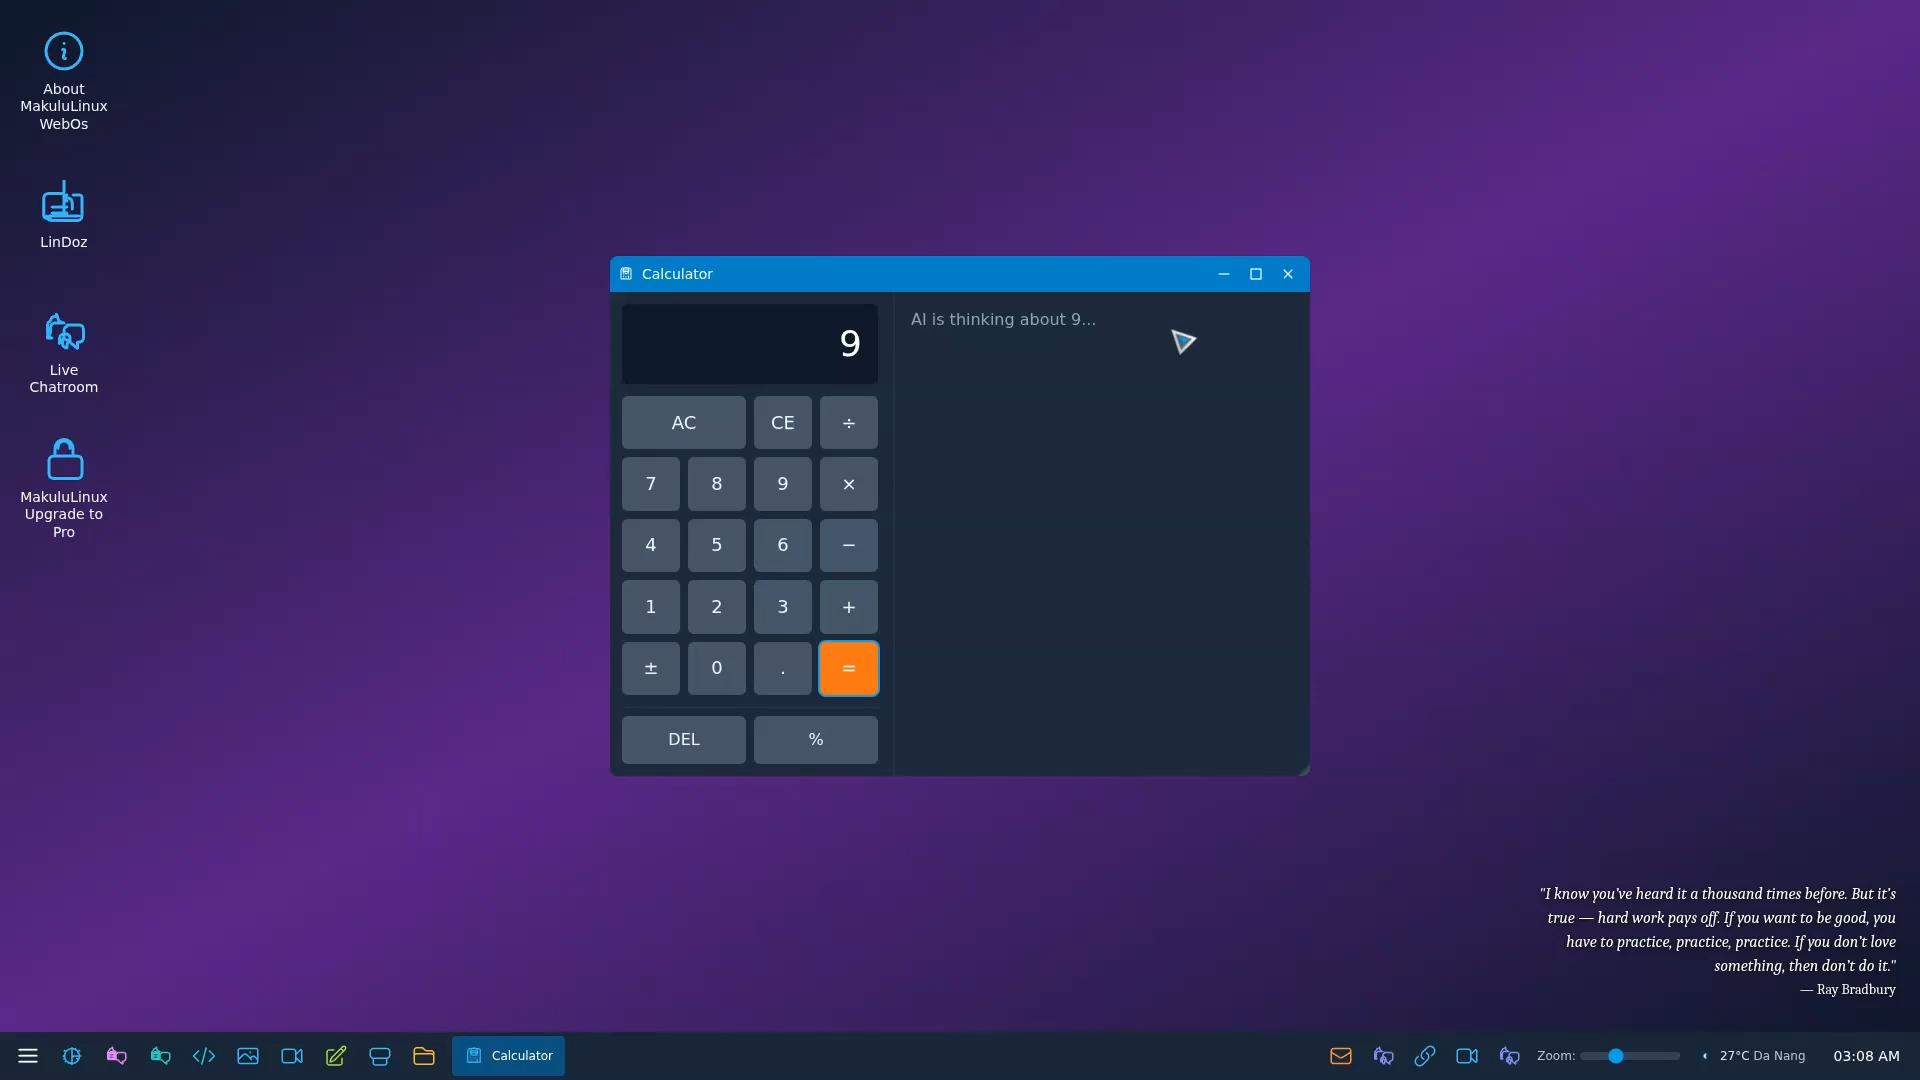 About
MakuluLinux
WebOs
LinDoz
Live
Chatroom
MakuluLinux
Upgrade to
Pro
Calculator
9
AI is thinking about 9...
AC CE ÷
7 8 9 ×
4 5 6 −
1 2 3 +
± 0 . =
DEL %
"I know you've heard it a thousand times before. But it's
true — hard work pays off. If you want to be good, you
have to practice, practice, practice. If you don't love
something, then don't do it."
— Ray Bradbury
Calculator
Zoom:
27°C Da Nang
03:08 AM